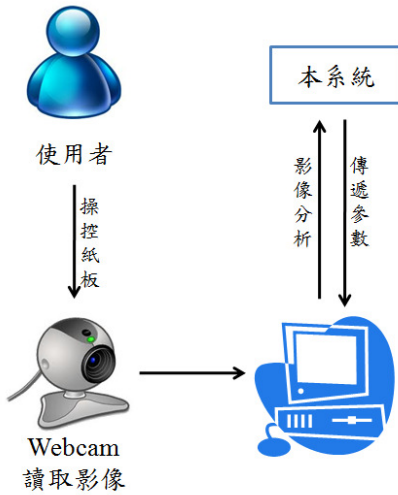 使用者
操控紙板
Webcam
讀取影像
本系統
影像分析
傳遞參數